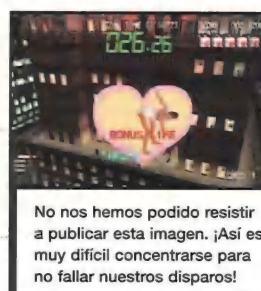 026.26
BONUS LIFE
No nos hemos podido resistir
a publicar esta imagen. ¡Así es
muy difícil concentrarse para
no fallar nuestros disparos!